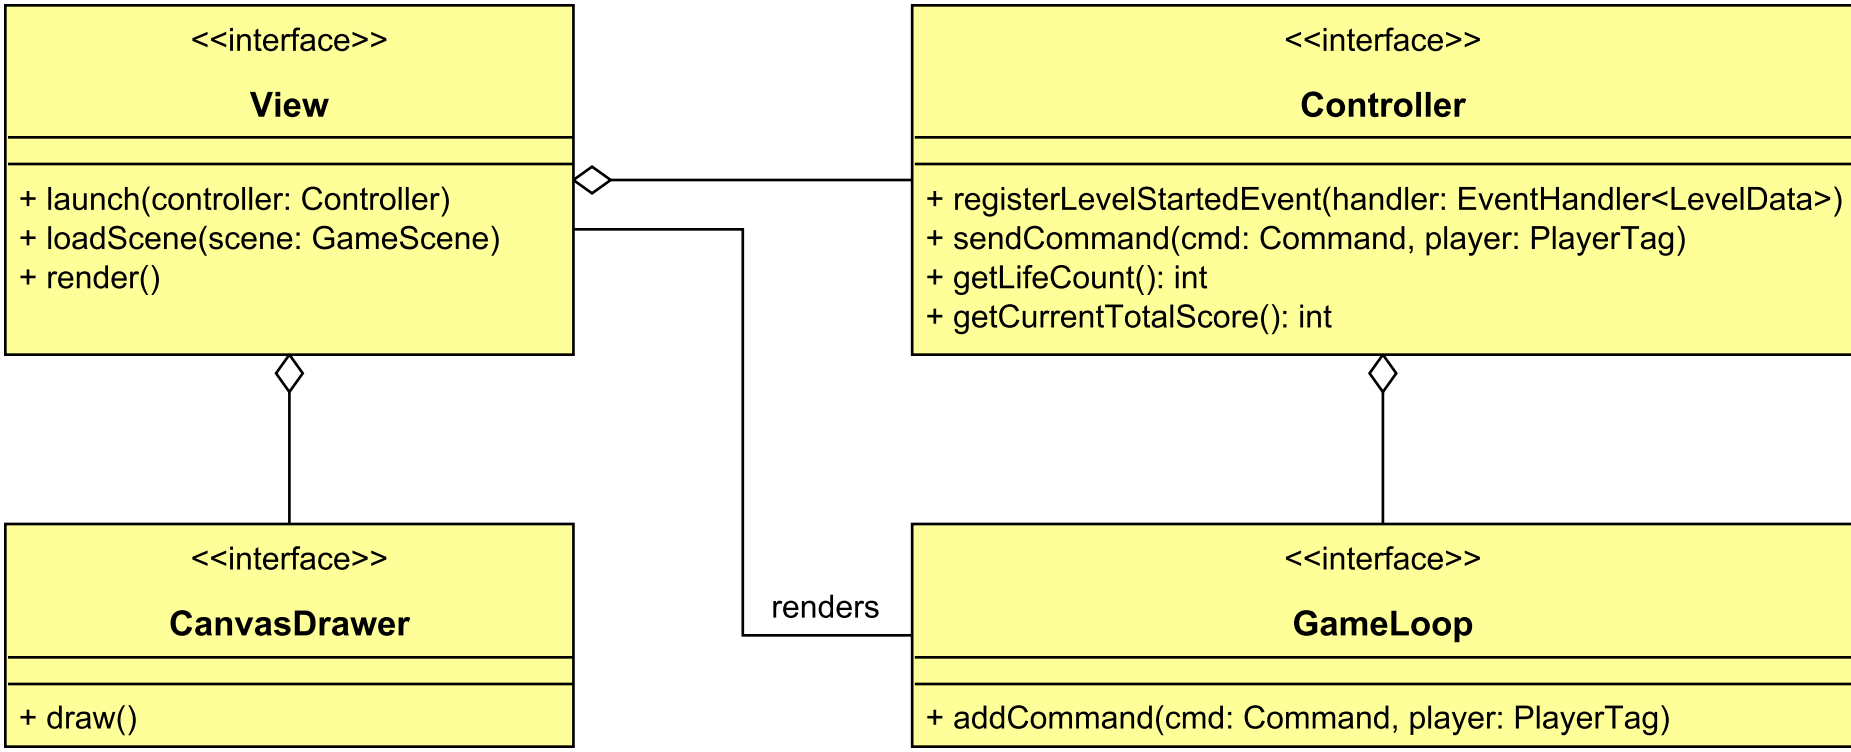 <<interface>>
View
+ launch(controller: Controller)
+ loadScene(scene: GameScene)
+ render()
<<interface>>
Controller
+ registerLevelStartedEvent(handler: EventHandler<LevelData>)
+ sendCommand(cmd: Command, player: PlayerTag)
+ getLifeCount(): int
+ getCurrentTotalScore(): int
<<interface>>
CanvasDrawer
+ draw()
renders
<<interface>>
GameLoop
+ addCommand(cmd: Command, player: PlayerTag)